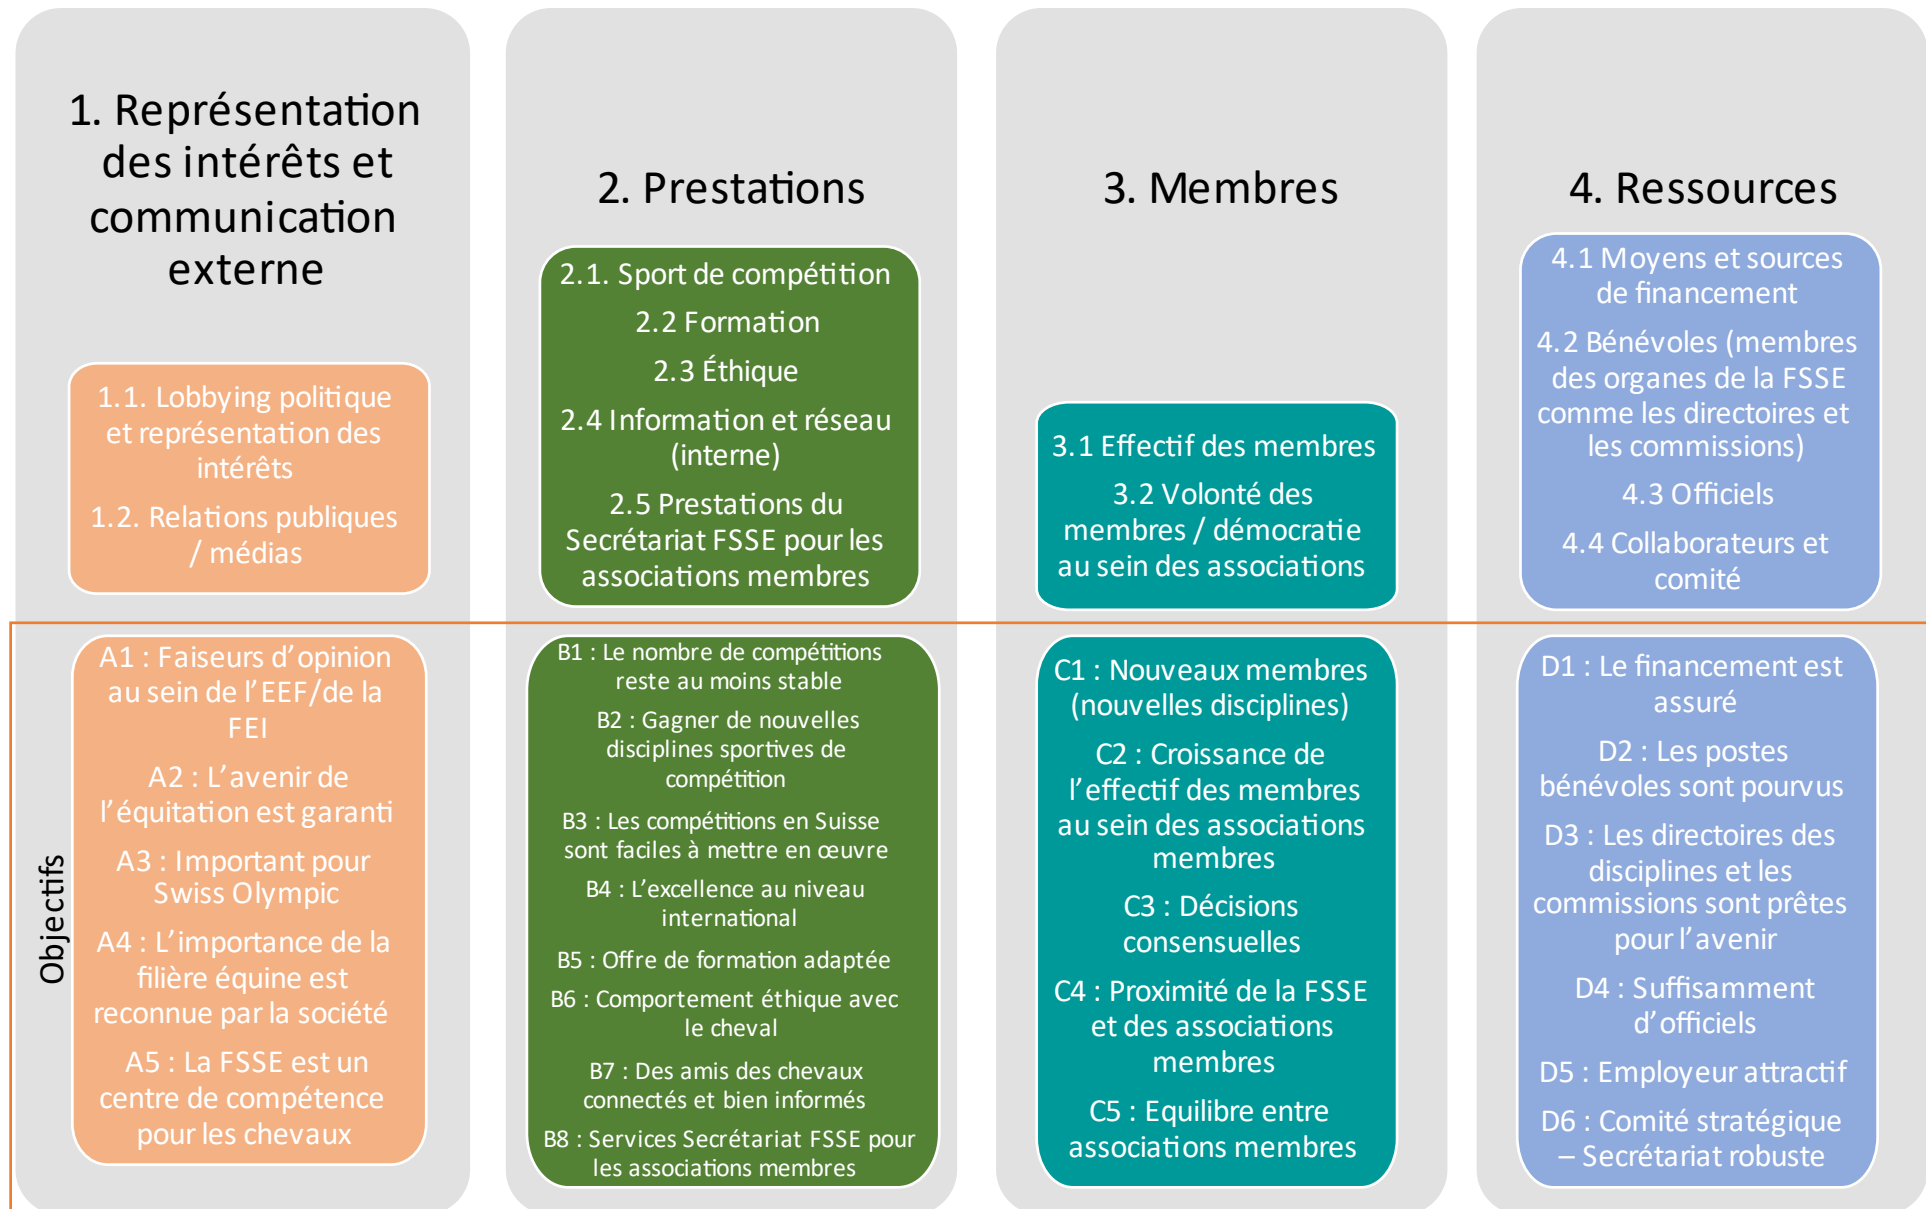 1. Représentation
des intérêts et
communication
externe
1.1. Lobbying politique
et représentation des
intérêts
1.2. Relations publiques
/ médias
2. Prestations
2.1. Sport de compétition
2.2 Formation
2.3 Éthique
2.4 Information et réseau
(interne)
2.5 Prestations du
Secrétariat FSSE pour les
associations membres
3. Membres
3.1 Effectif des membres
3.2 Volonté des
membres / démocratie
au sein des associations
4. Ressources
4.1 Moyens et sources
de financement
4.2 Bénévoles (membres
des organes de la FSSE
comme les directoires et
les commissions)
4.3 Officiels
4.4 Collaborateurs et
comité
Objectifs
A1 : Faiseurs d’opinion
au sein de l’EEF/de la
FEI
A2 : L’avenir de
l’équitation est garanti
A3 : Important pour
Swiss Olympic
A4 : L’importance de la
filière équine est
reconnue par la société
A5 : La FSSE est un
centre de compétence
pour les chevaux
B1 : Le nombre de compétitions
reste au moins stable
B2 : Gagner de nouvelles
disciplines sportives de
compétition
B3 : Les compétitions en Suisse
sont faciles à mettre en œuvre
B4 : L’excellence au niveau
international
B5 : Offre de formation adaptée
B6 : Comportement éthique avec
le cheval
B7 : Des amis des chevaux
connectés et bien informés
B8 : Services Secrétariat FSSE pour
les associations membres
C1 : Nouveaux membres
(nouvelles disciplines)
C2 : Croissance de
l’effectif des membres
au sein des associations
membres
C3 : Décisions
consensuelles
C4 : Proximité de la FSSE
et des associations
membres
C5 : Equilibre entre
associations membres
D1 : Le financement est
assuré
D2 : Les postes
bénévoles sont pourvus
D3 : Les directoires des
disciplines et les
commissions sont prêtes
pour l’avenir
D4 : Suffisamment
d’officiels
D5 : Employeur attractif
D6 : Comité stratégique
– Secrétariat robuste